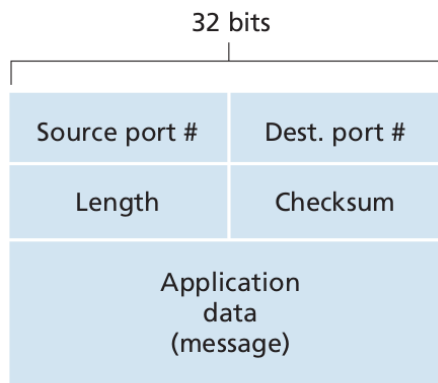 32 bits
Source port # Dest. port #
Length Checksum
Application
data
(message)